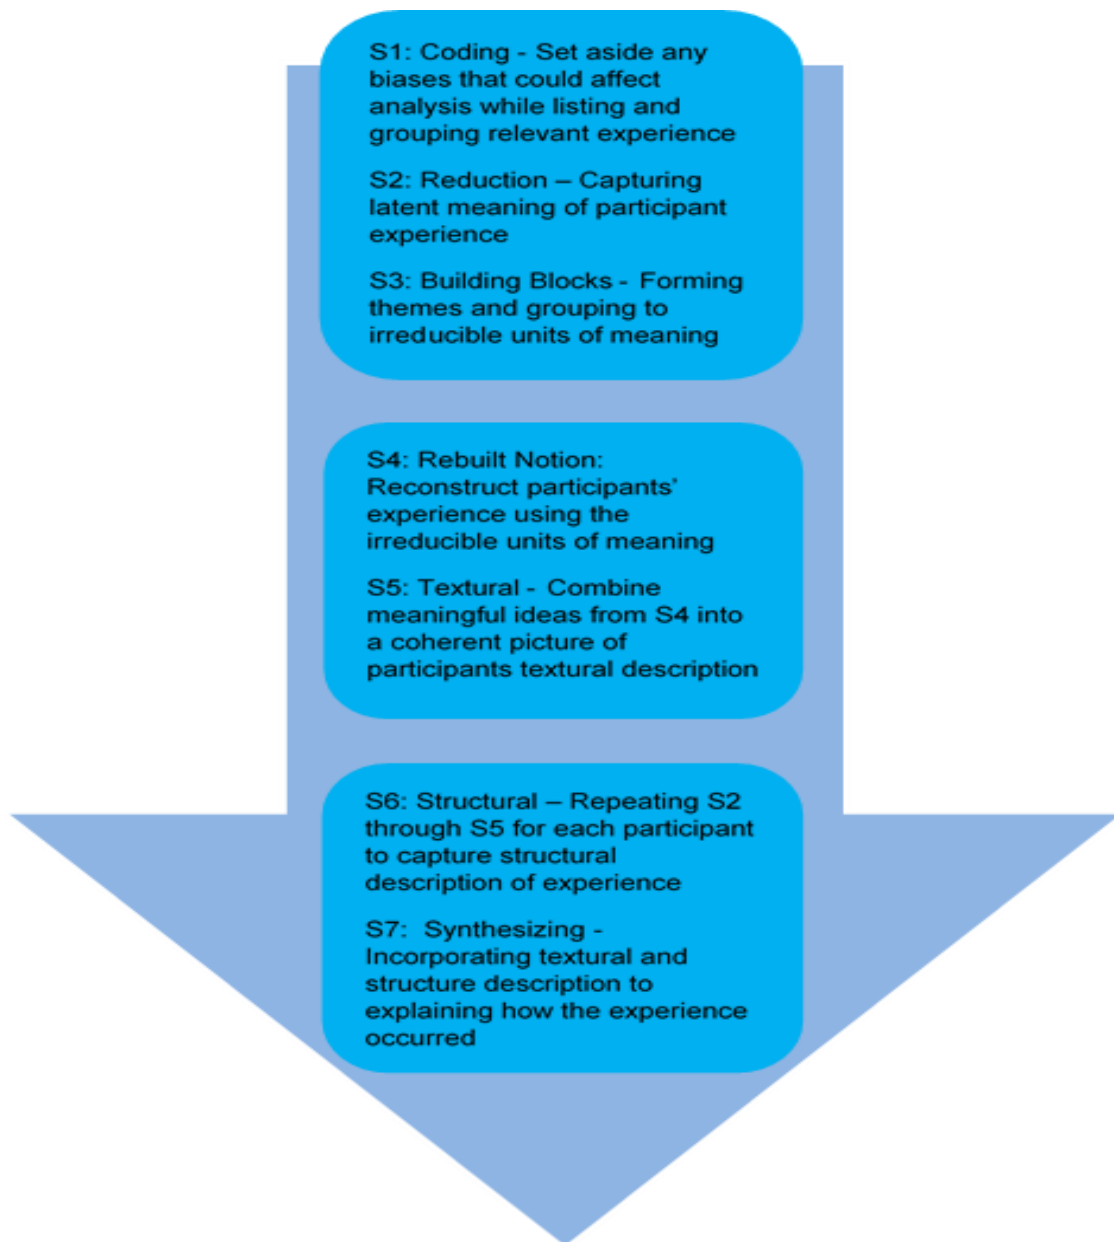 S1: Coding - Set aside any
biases that could affect
analysis while listing and
grouping relevant experience
S2: Reduction – Capturing
latent meaning of participant
experience
S3: Building Blocks - Forming
themes and grouping to
irreducible units of meaning
S4: Rebuilt Notion:
Reconstruct participants’
experience using the
irreducible units of meaning
S5: Textural - Combine
meaningful ideas from S4 into
a coherent picture of
participants textural description
S6: Structural – Repeating S2
through S5 for each participant
to capture structural
description of experience
S7: Synthesizing -
Incorporating textural and
structure description to
explaining how the experience
occurred